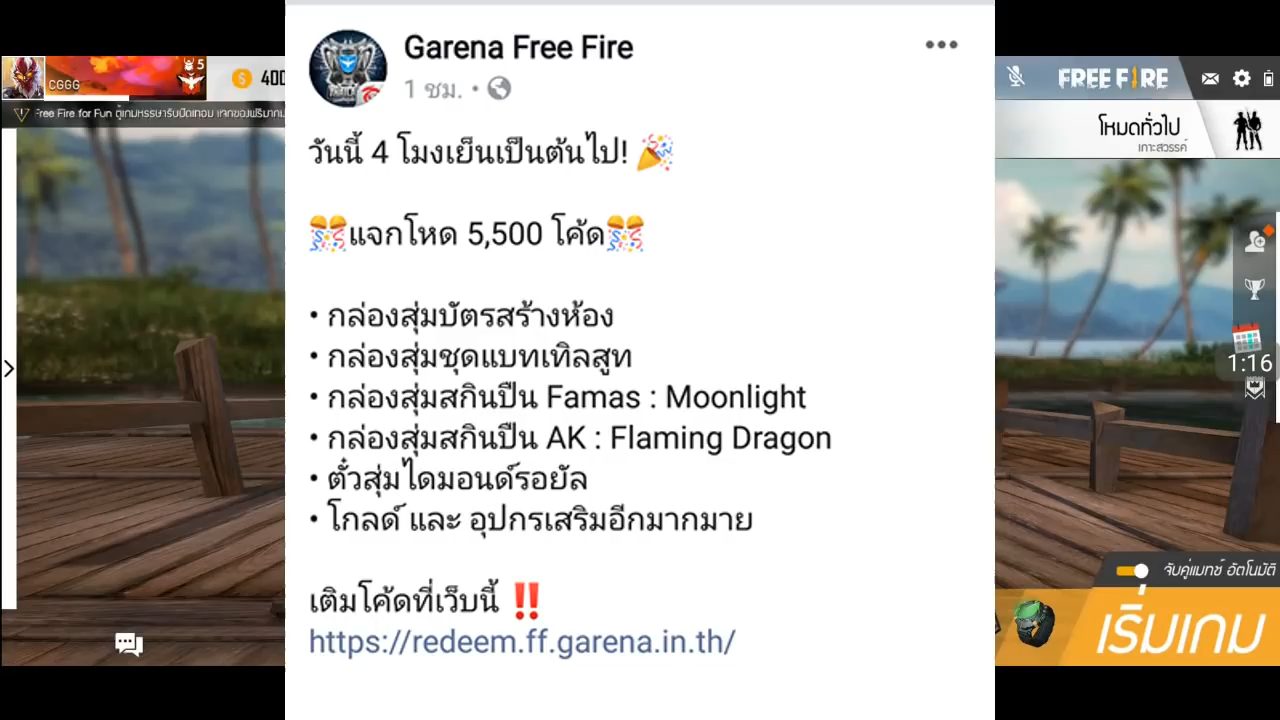 Garena Free Fire
1 ชม.
วันนี้ 4 โมงเย็นเป็นต้นไป! 🎉
🎊แจกโหด 5,500 โค้ด🎊
• กล่องสุ่มบัตรสร้างห้อง
• กล่องสุ่มชุดแบทเทิลสูท
• กล่องสุ่มสกินปืน Famas : Moonlight
• กล่องสุ่มสกินปืน AK : Flaming Dragon
• ตั๋วสุ่มไดมอนด์รอยัล
• โกลด์ และ อุปกรเสริมอีกมากมาย
เติมโค้ดที่เว็บนี้ ‼️
https://redeem.ff.garena.in.th/
5
CGGG
400
Free Fire for Fun
FREE FIRE
โหมดทั่วไป
เกาะสวรรค์
1:16
จับคู่แมทช์ อัตโนมัติ
เริ่มเกม